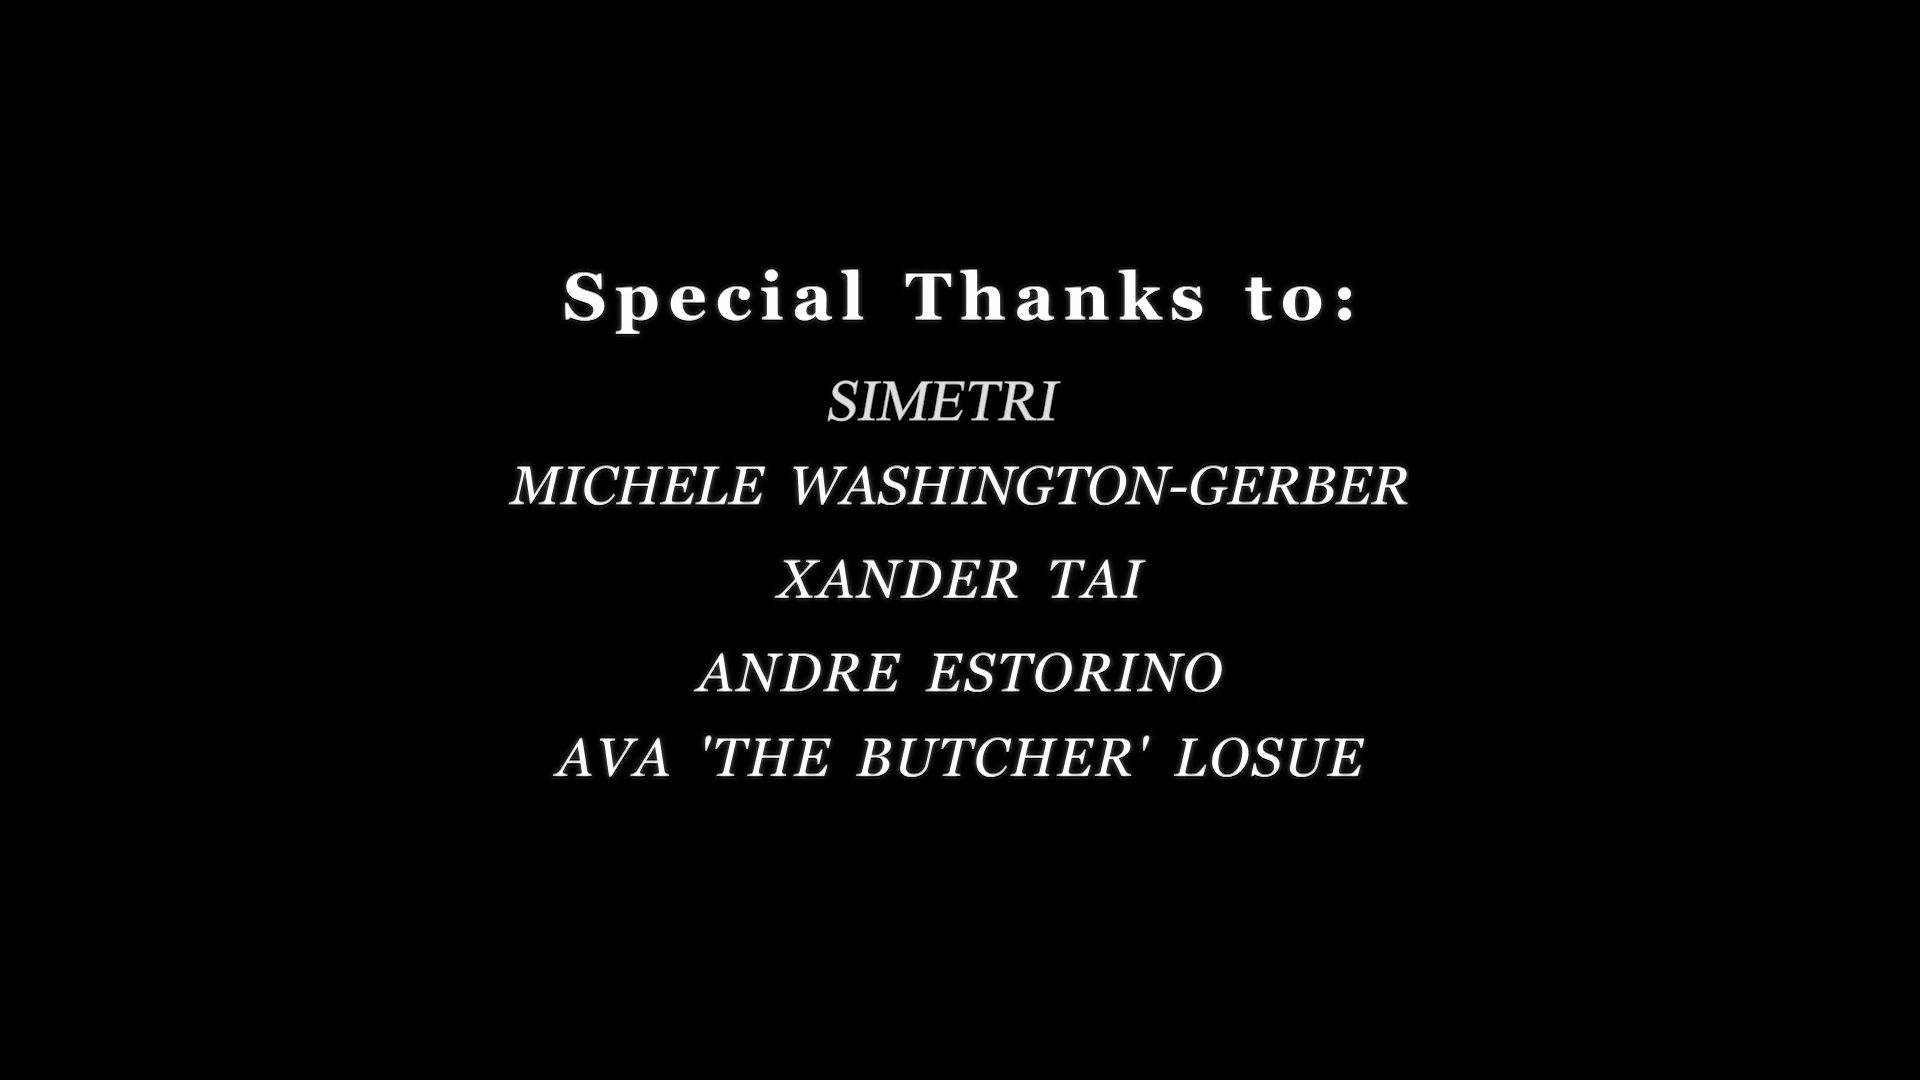 Special Thanks to:
SIMETRI
MICHELE WASHINGTON-GERBER
XANDER TAI
ANDRE ESTORINO
AVA 'THE BUTCHER' LOSUE